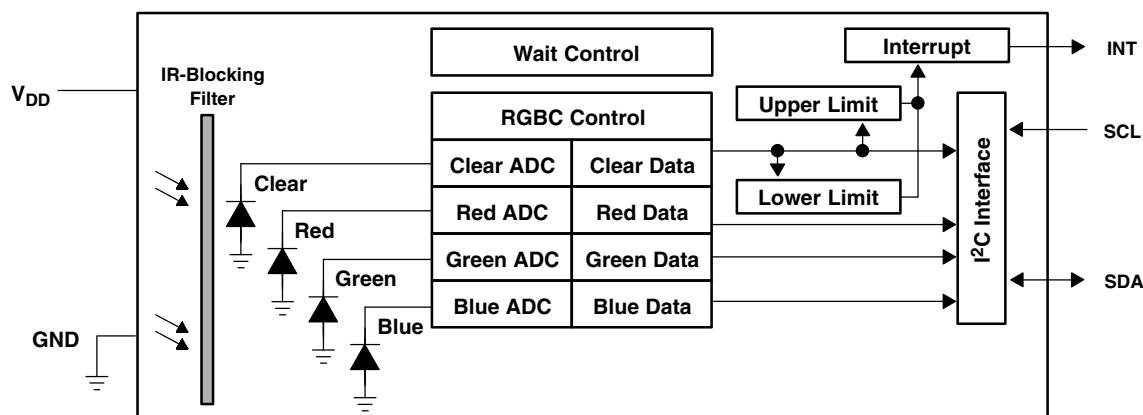 Wait Control
Interrupt
INT
IR-Blocking
Filter
VDD
Upper Limit
RGBC Control
SCL
Clear ADC
Clear Data
Clear
Lower Limit
I²C Interface
Red ADC
Red Data
Red
Green ADC
Green Data
Green
SDA
Blue ADC
Blue Data
Blue
GND